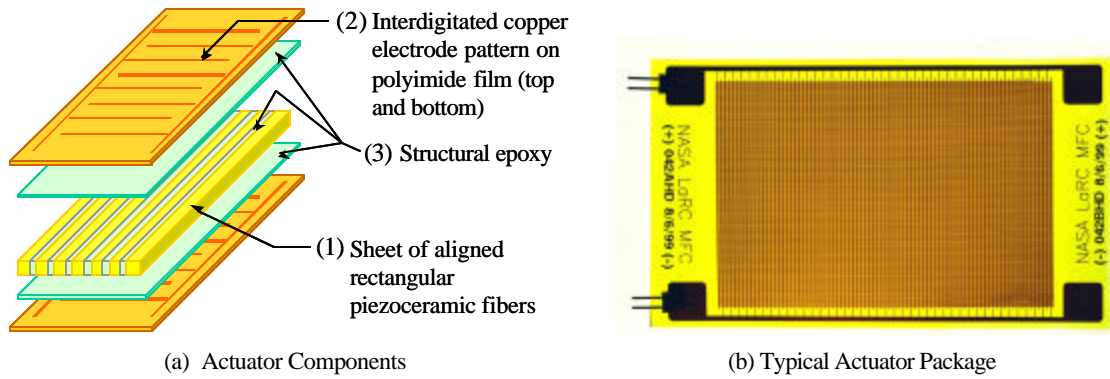 (2) Interdigitated copper
electrode pattern on
polyimide film (top
and bottom)
(3) Structural epoxy
(1) Sheet of aligned
rectangular
piezoceramic fibers
(a) Actuator Components
NASA LaRC MFC
(+) 042AHD 8/6/99 (-)
NASA LaRC MFC
(-) 042BHD 8/6/99 (+)
(b) Typical Actuator Package